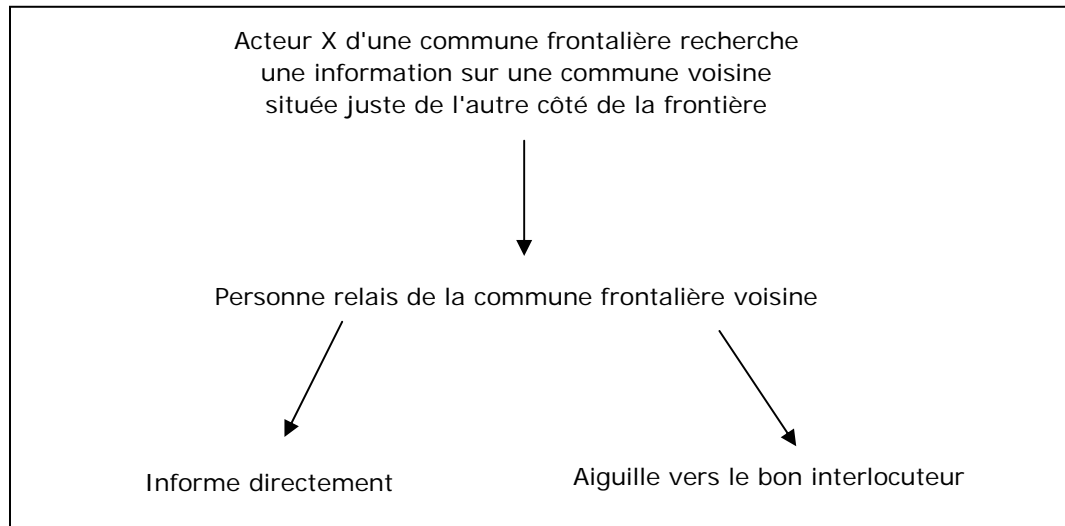 Acteur X d'une commune frontalière recherche
une information sur une commune voisine
située juste de l'autre côté de la frontière
Personne relais de la commune frontalière voisine
Informe directement
Aiguille vers le bon interlocuteur